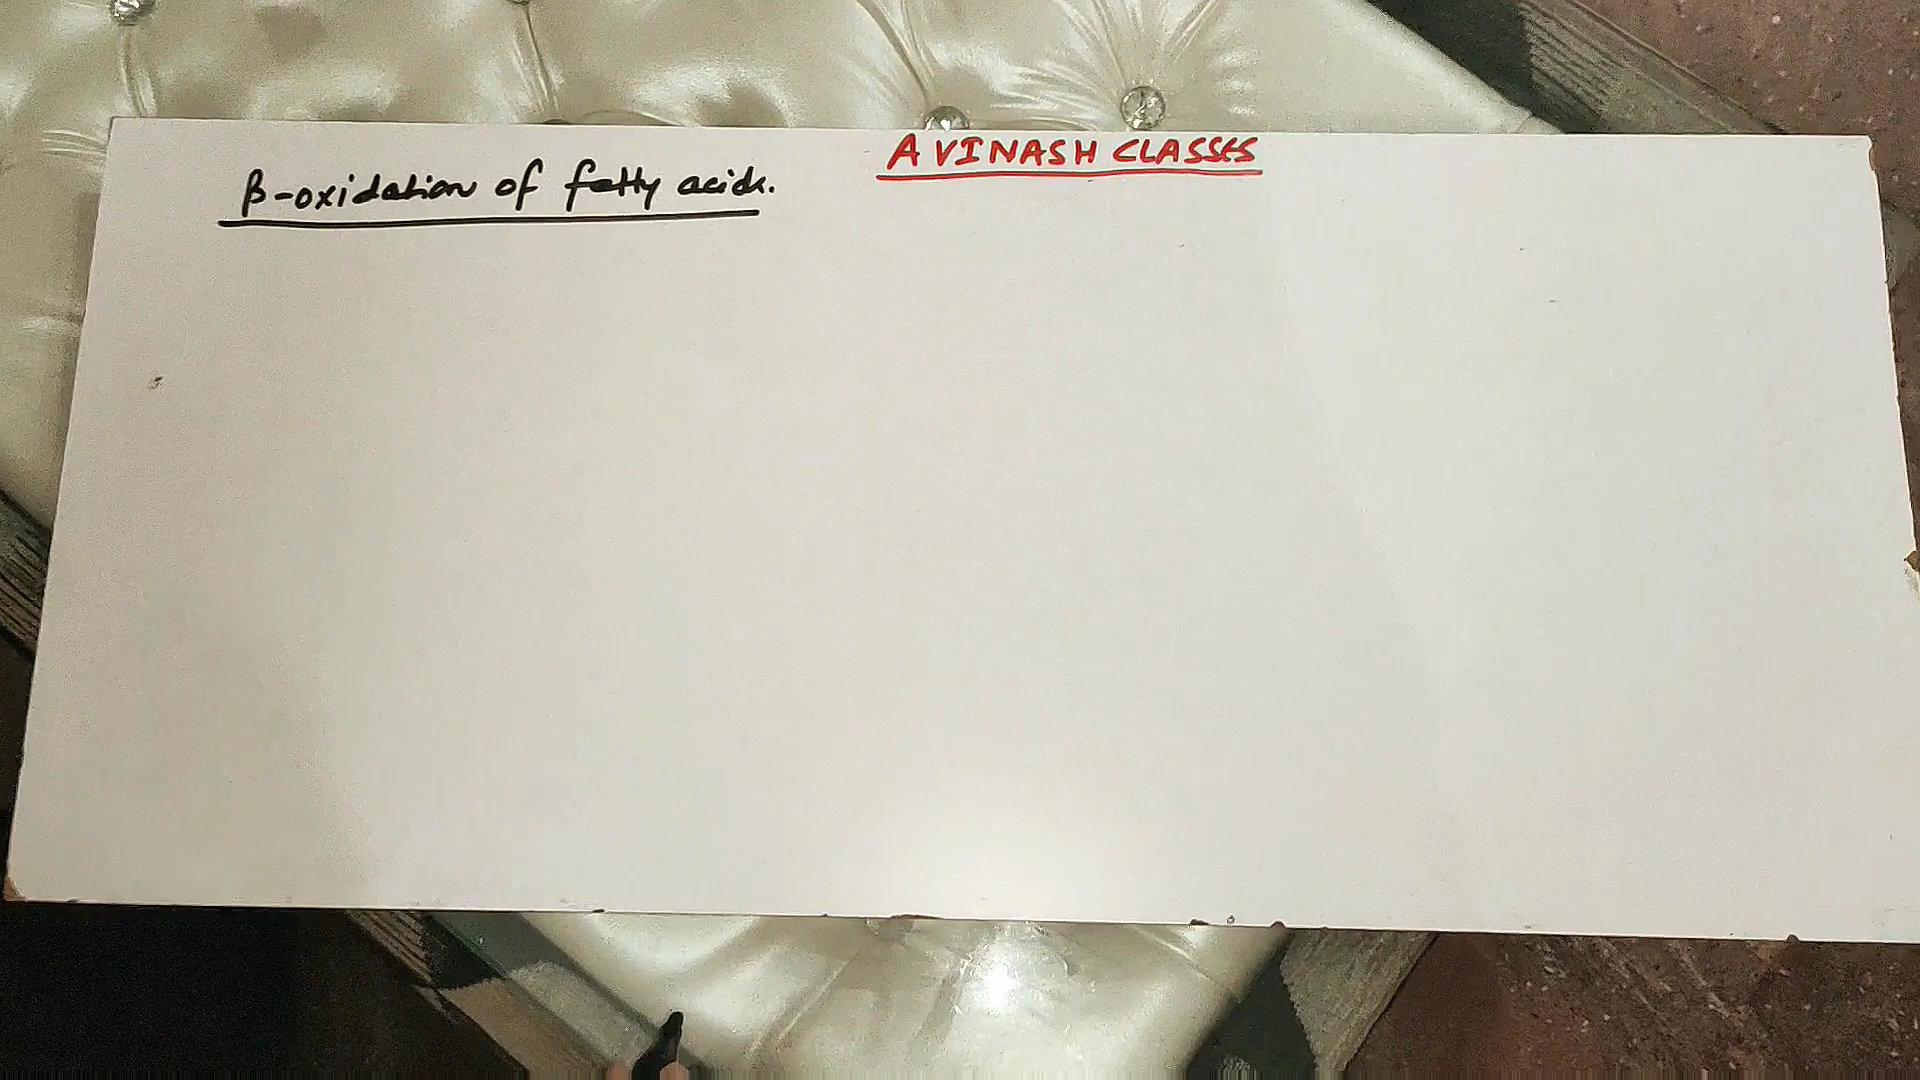 AVINASH CLASSES
β-oxidation of fatty acids.